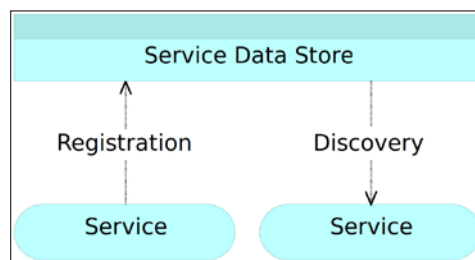 Service Data Store
Registration
Discovery
Service
Service